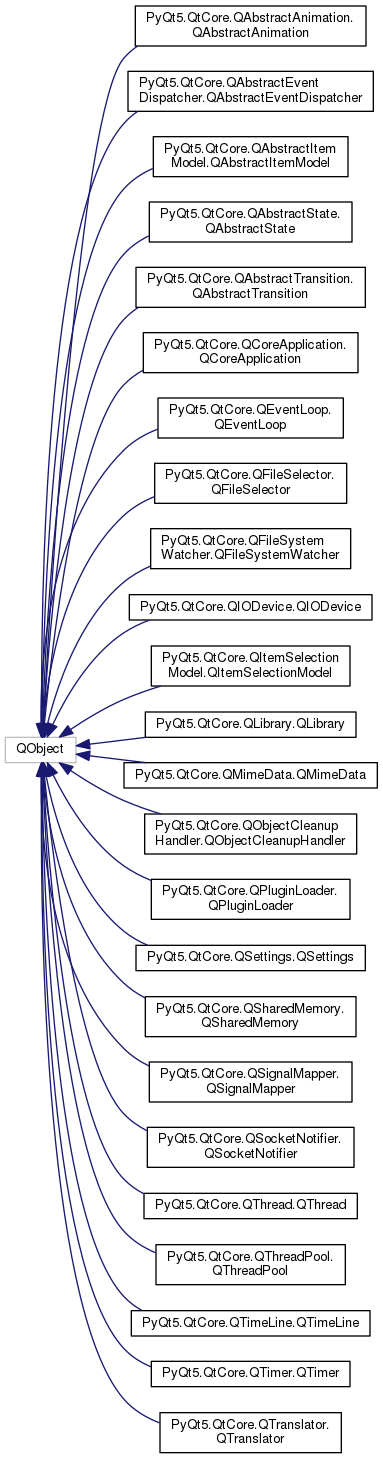 PyQt5.QtCore.QAbstractAnimation.
QAbstractAnimation
PyQt5.QtCore.QAbstractEvent
Dispatcher.QAbstractEventDispatcher
PyQt5.QtCore.QAbstractItem
Model.QAbstractItemModel
PyQt5.QtCore.QAbstractState.
QAbstractState
PyQt5.QtCore.QAbstractTransition.
QAbstractTransition
PyQt5.QtCore.QCoreApplication.
QCoreApplication
PyQt5.QtCore.QEventLoop.
QEventLoop
PyQt5.QtCore.QFileSelector.
QFileSelector
PyQt5.QtCore.QFileSystem
Watcher.QFileSystemWatcher
PyQt5.QtCore.QIODevice.QIODevice
PyQt5.QtCore.QItemSelection
Model.QItemSelectionModel
PyQt5.QtCore.QLibrary.QLibrary
QObject
PyQt5.QtCore.QMimeData.QMimeData
PyQt5.QtCore.QObjectCleanup
Handler.QObjectCleanupHandler
PyQt5.QtCore.QPluginLoader.
QPluginLoader
PyQt5.QtCore.QSettings.QSettings
PyQt5.QtCore.QSharedMemory.
QSharedMemory
PyQt5.QtCore.QSignalMapper.
QSignalMapper
PyQt5.QtCore.QSocketNotifier.
QSocketNotifier
PyQt5.QtCore.QThread.QThread
PyQt5.QtCore.QThreadPool.
QThreadPool
PyQt5.QtCore.QTimeLine.QTimeLine
PyQt5.QtCore.QTimer.QTimer
PyQt5.QtCore.QTranslator.
QTranslator